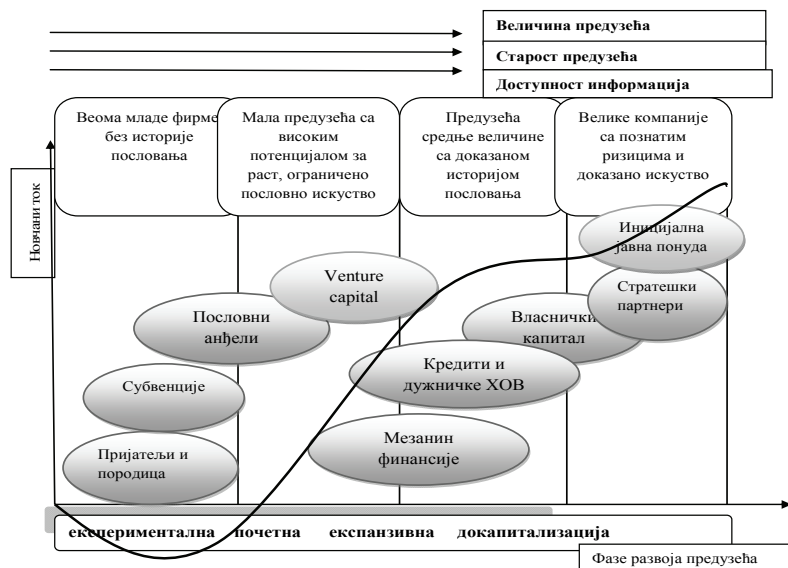 Величина предузећа
Старост предузећа
Доступност информација
Веома младе фирме
без историје
пословања
Мала предузећа са
високим
потенцијалом за
раст, ограничено
пословно искуство
Предузећа
средње величине
са доказаном
историјом
пословања
Велике компаније
са познатим
ризицима и
доказано искуство
Новчани ток
Иницијална
јавна понуда
Venture
capital
Стратешки
партнери
Пословни
анђели
Власнички
капитал
Кредити и
дужничке ХОВ
Субвенције
Мезанин
финансије
Пријатељи и
породица
експериментална почетна експанзивна докапитализација
Фазе развоја предузећа